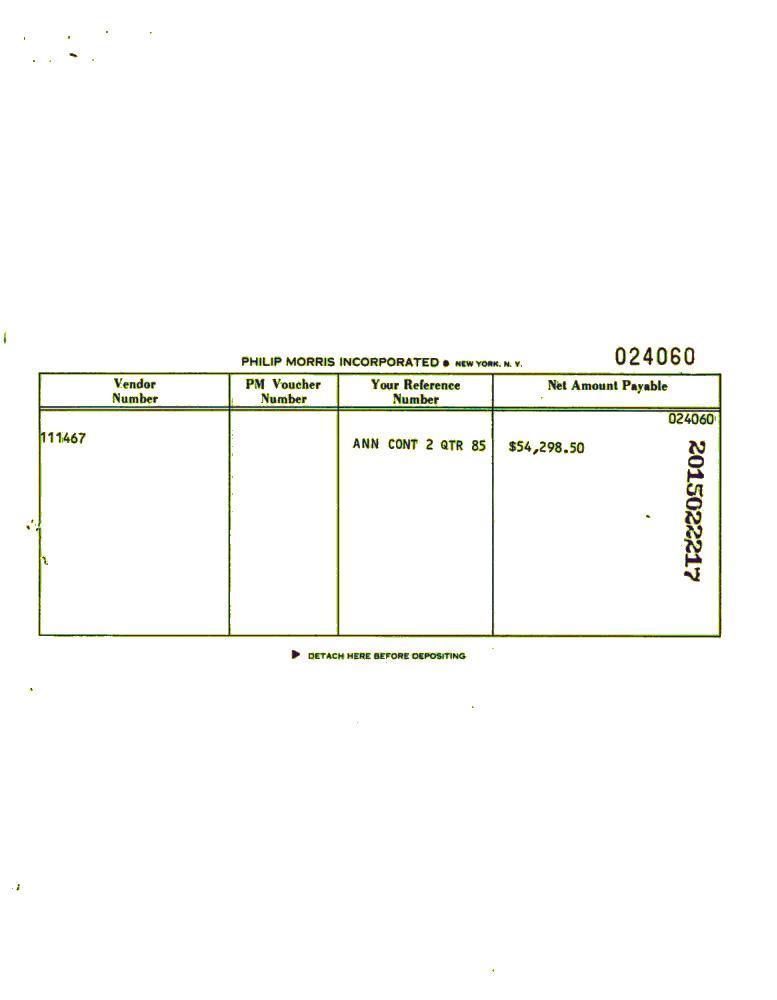 PHILIP MORRIS INCORPORATED ● NEW YORK, N. Y.
024060
Vendor Number
PM Voucher Number
Your Reference Number
Net Amount Payable
024060
111467
ANN CONT 2 QTR 85
$54,298.50
2015022217
▶ DETACH HERE BEFORE DEPOSITING